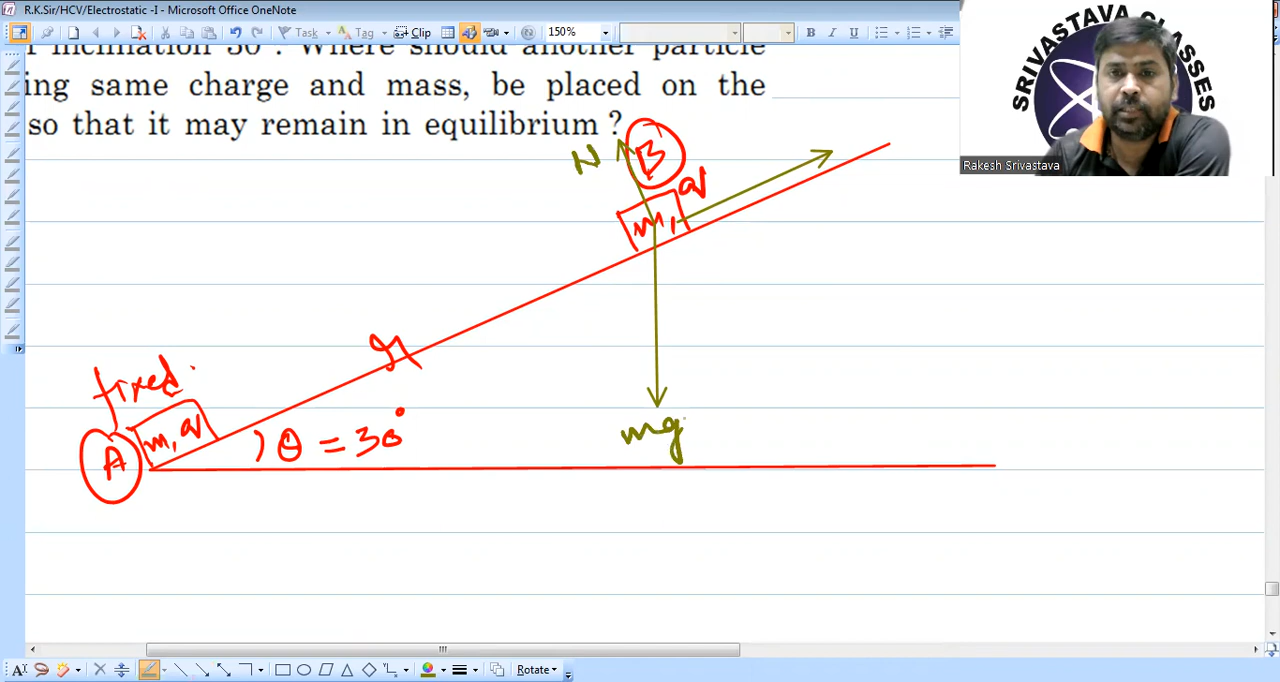 R.K.Sir/HCV/Electrostatic -I - Microsoft Office OneNote
Task
Tag
Clip
150%
B I U
Inclination 30°. Where should another particle
ing same charge and mass, be placed on the
so that it may remain in equilibrium ?
SRIVASTAVA CLASSES
Rakesh Srivastava
N
B
q
m,
r
fixed
A
m, q
θ = 30°
mg
A
Rotate